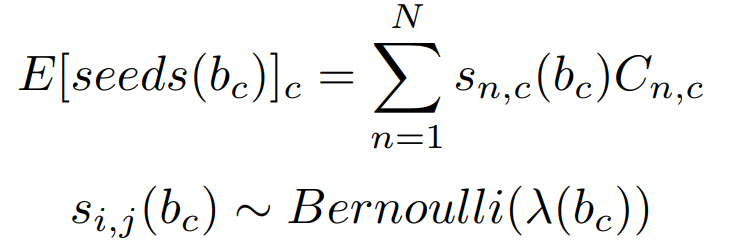 E[seeds(b_c)]_c = \sum_{n=1}^{N} s_{n,c}(b_c)C_{n,c}
s_{i,j}(b_c) \sim Bernoulli(\lambda(b_c))